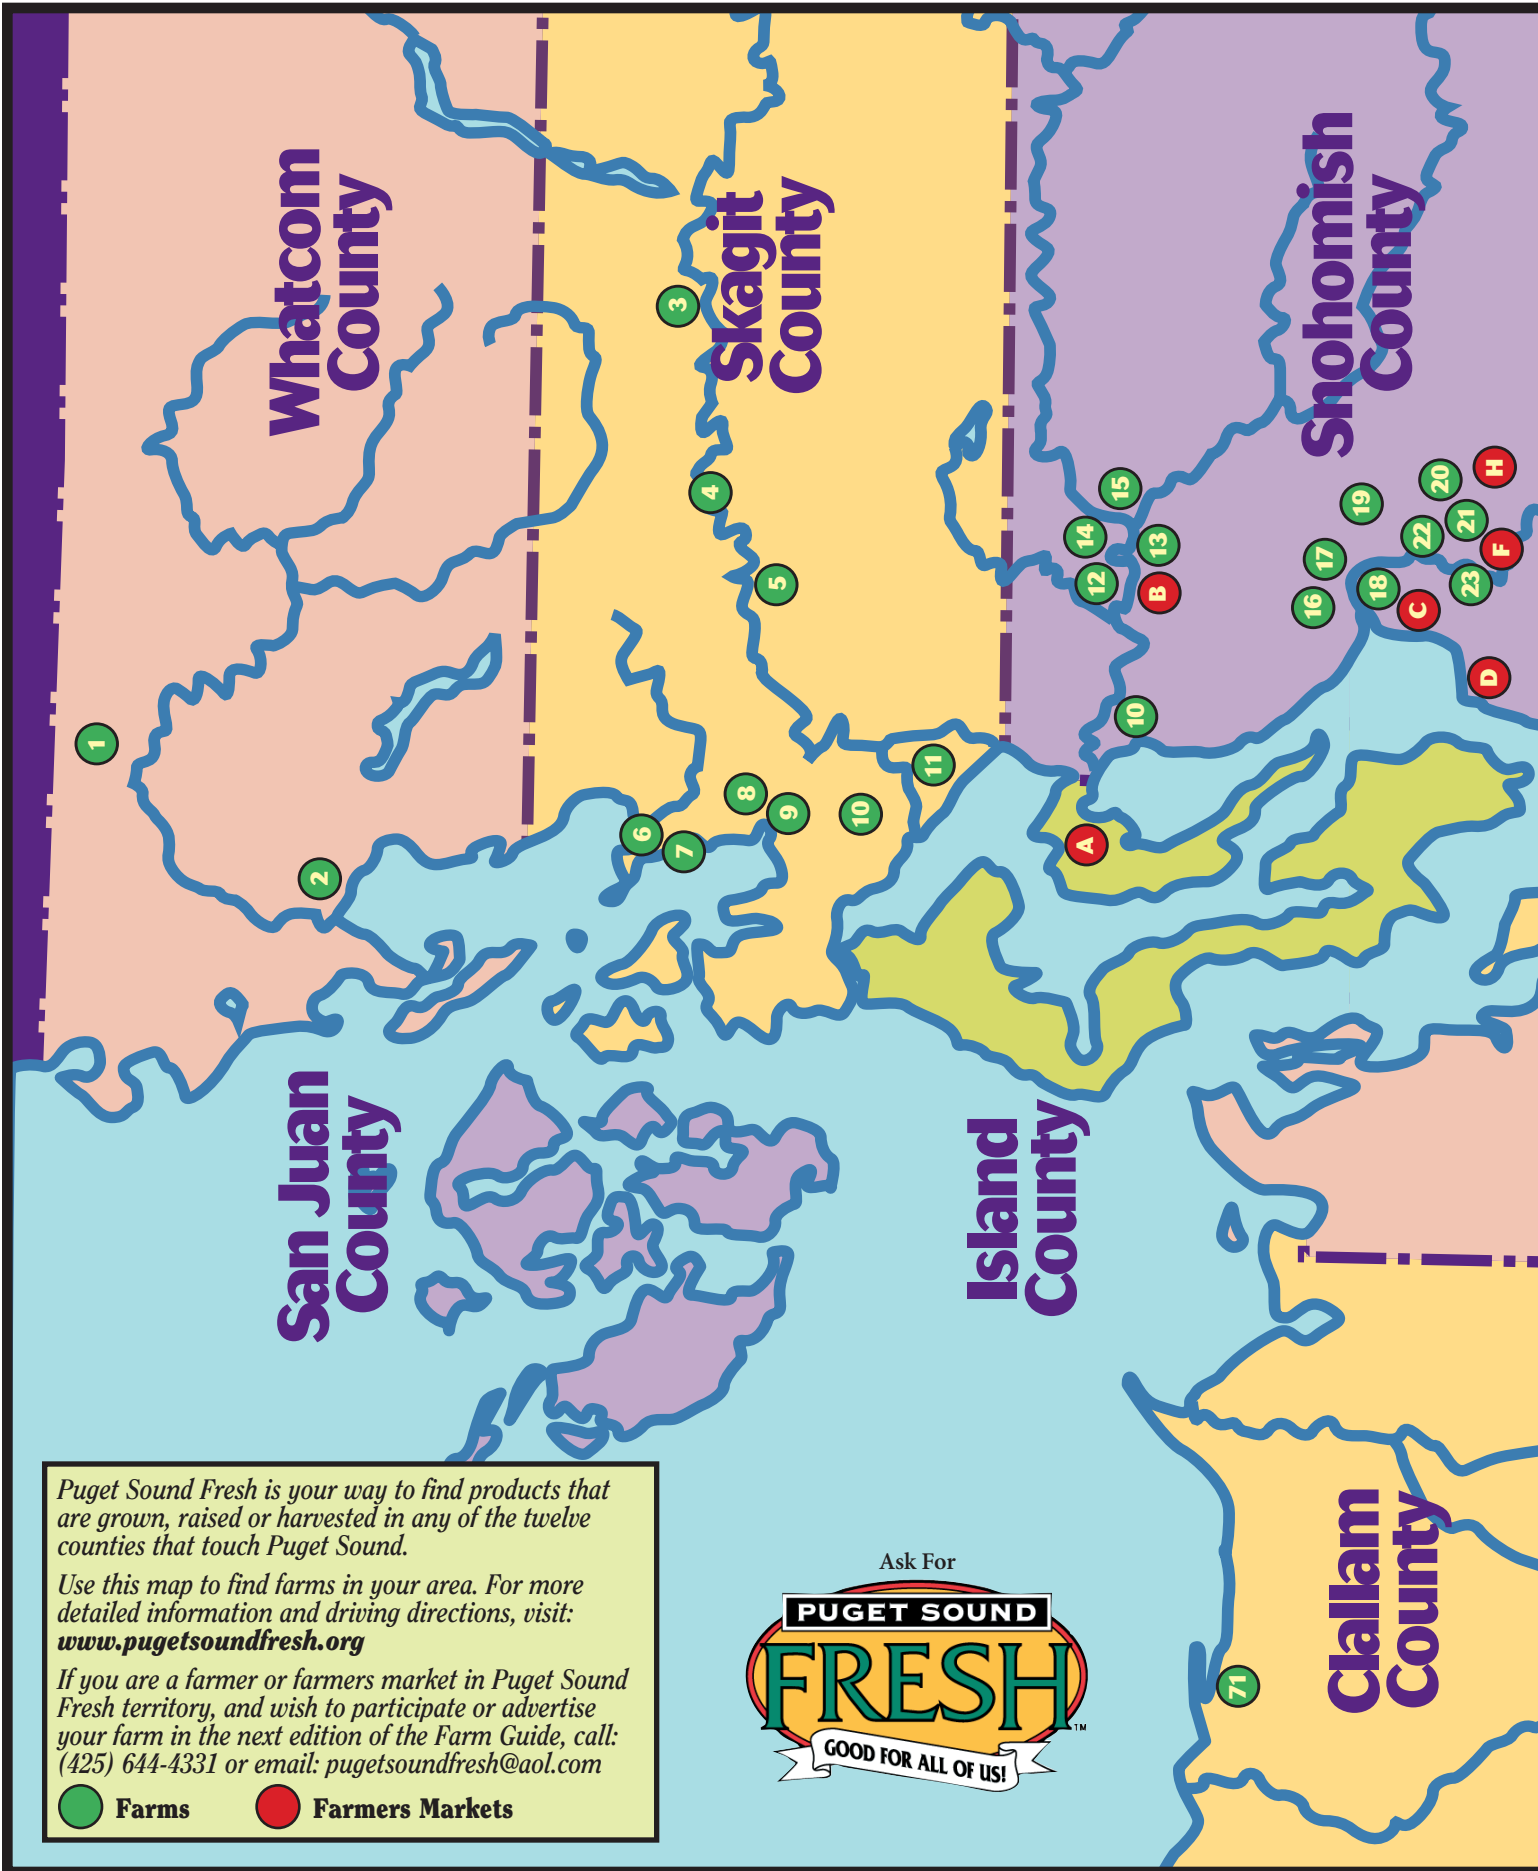 Whatcom
County
Skagit
County
Snohomish
County
San Juan
County
Island
County
Clallam
County
1
2
3
4
5
6
7
8
9
10
11
12
13
14
15
10
16
17
18
19
20
21
22
23
71
A
B
C
D
F
H
Puget Sound Fresh is your way to find products that
are grown, raised or harvested in any of the twelve
counties that touch Puget Sound.
Use this map to find farms in your area. For more
detailed information and driving directions, visit:
www.pugetsoundfresh.org
If you are a farmer or farmers market in Puget Sound
Fresh territory, and wish to participate or advertise
your farm in the next edition of the Farm Guide, call:
(425) 644-4331 or email: pugetsoundfresh@aol.com
Farms Farmers Markets
Ask For
PUGET SOUND
FRESH™
GOOD FOR ALL OF US!